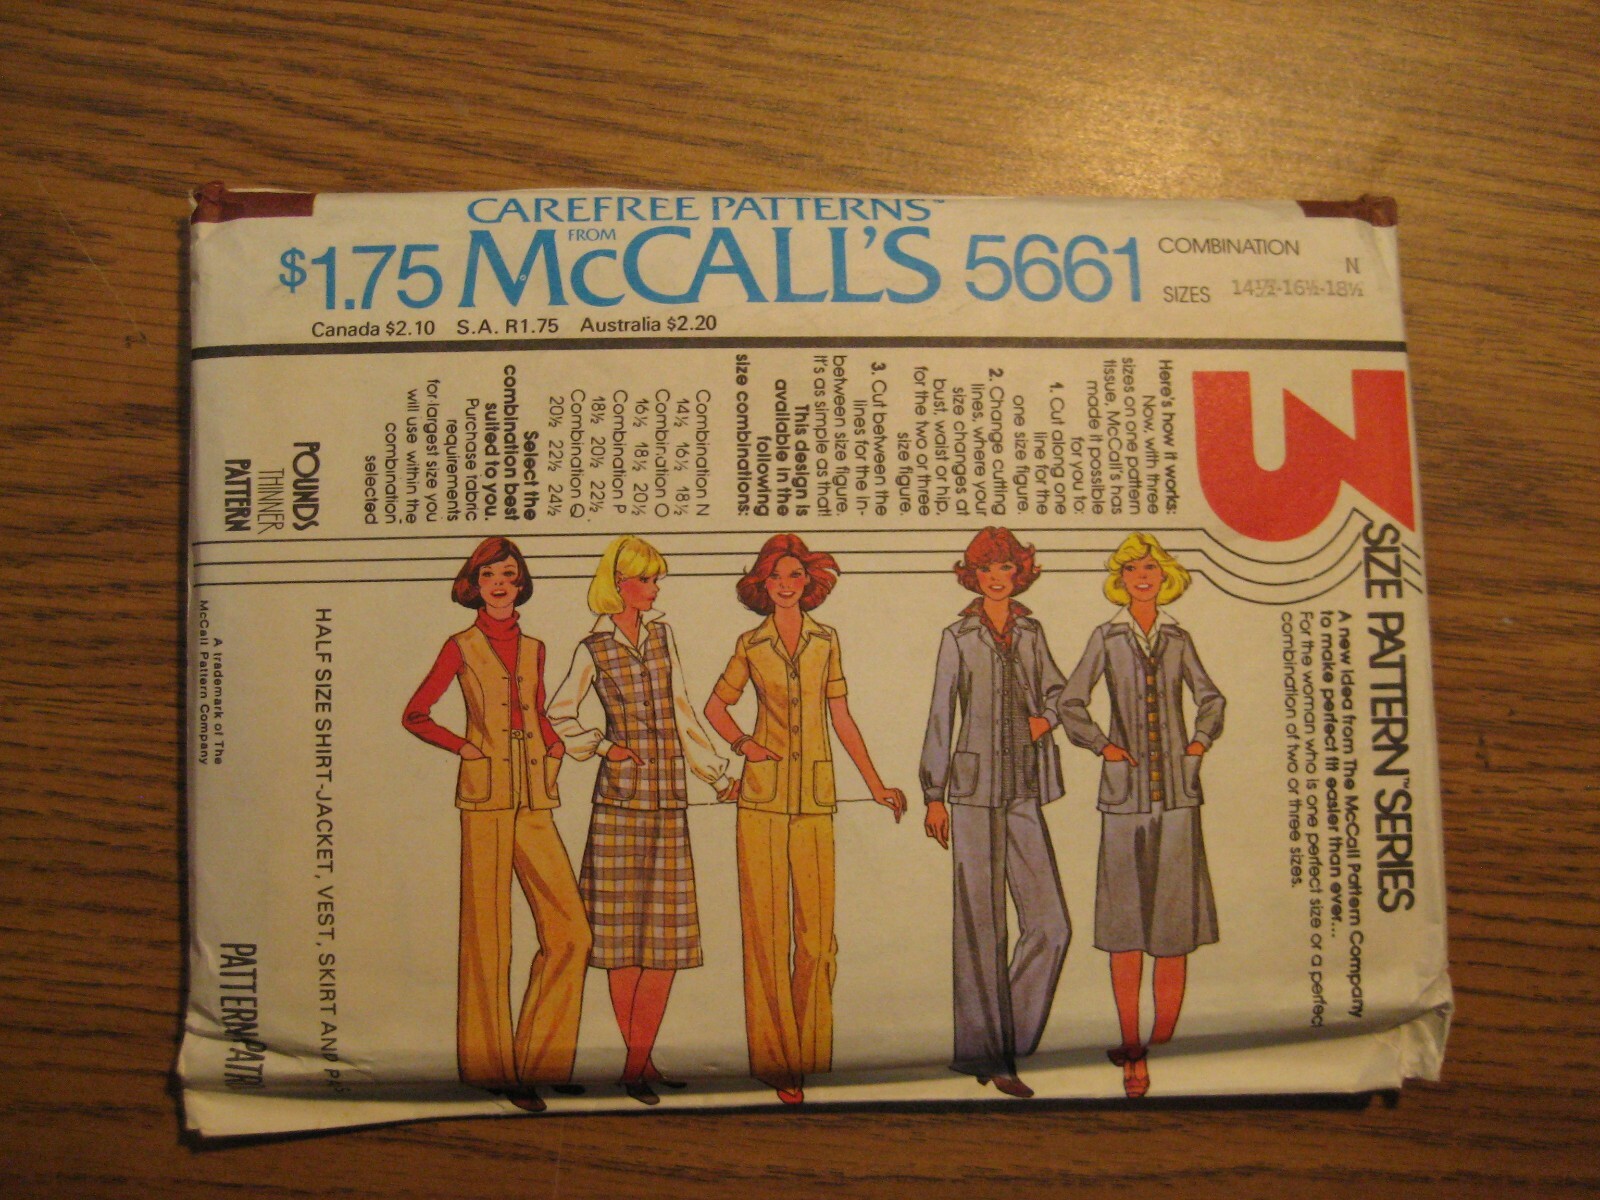 CAREFREE PATTERNS™
$1.75 FROM McCALL'S 5661
COMBINATION N
SIZES 14½-16½-18½
Canada $2.10 S.A. R1.75 Australia $2.20
3
SIZE PATTERN™ SERIES
A new idea from The McCall Pattern Company
to make perfect fit easier than ever...
For the woman who is one perfect size or a perfect
combination of two or three sizes.
Here's how it works:
Now, with three
sizes on one pattern
tissue, McCall's has
made it possible
for you to:
1. Cut along one
line for the
one size figure.
2. Change cutting
lines, where your
size changes at
bust, waist or hip,
for the two or three
size figure.
3. Cut between the
lines for the in-
between size figure.
It's as simple as that!
This design is
available in the
following
size combinations:
Combination N
14½ 16½ 18½
Combination O
16½ 18½ 20½
Combination P
18½ 20½ 22½
Combination Q
20½ 22½ 24½
Select the
combination best
suited to you.
Purchase fabric
requirements
for largest size you
will use within the
combination
selected
POUNDS
THINNER
PATTERN
A trademark of The
McCall Pattern Company
HALF SIZE SHIRT-JACKET, VEST, SKIRT AND
PATTERN